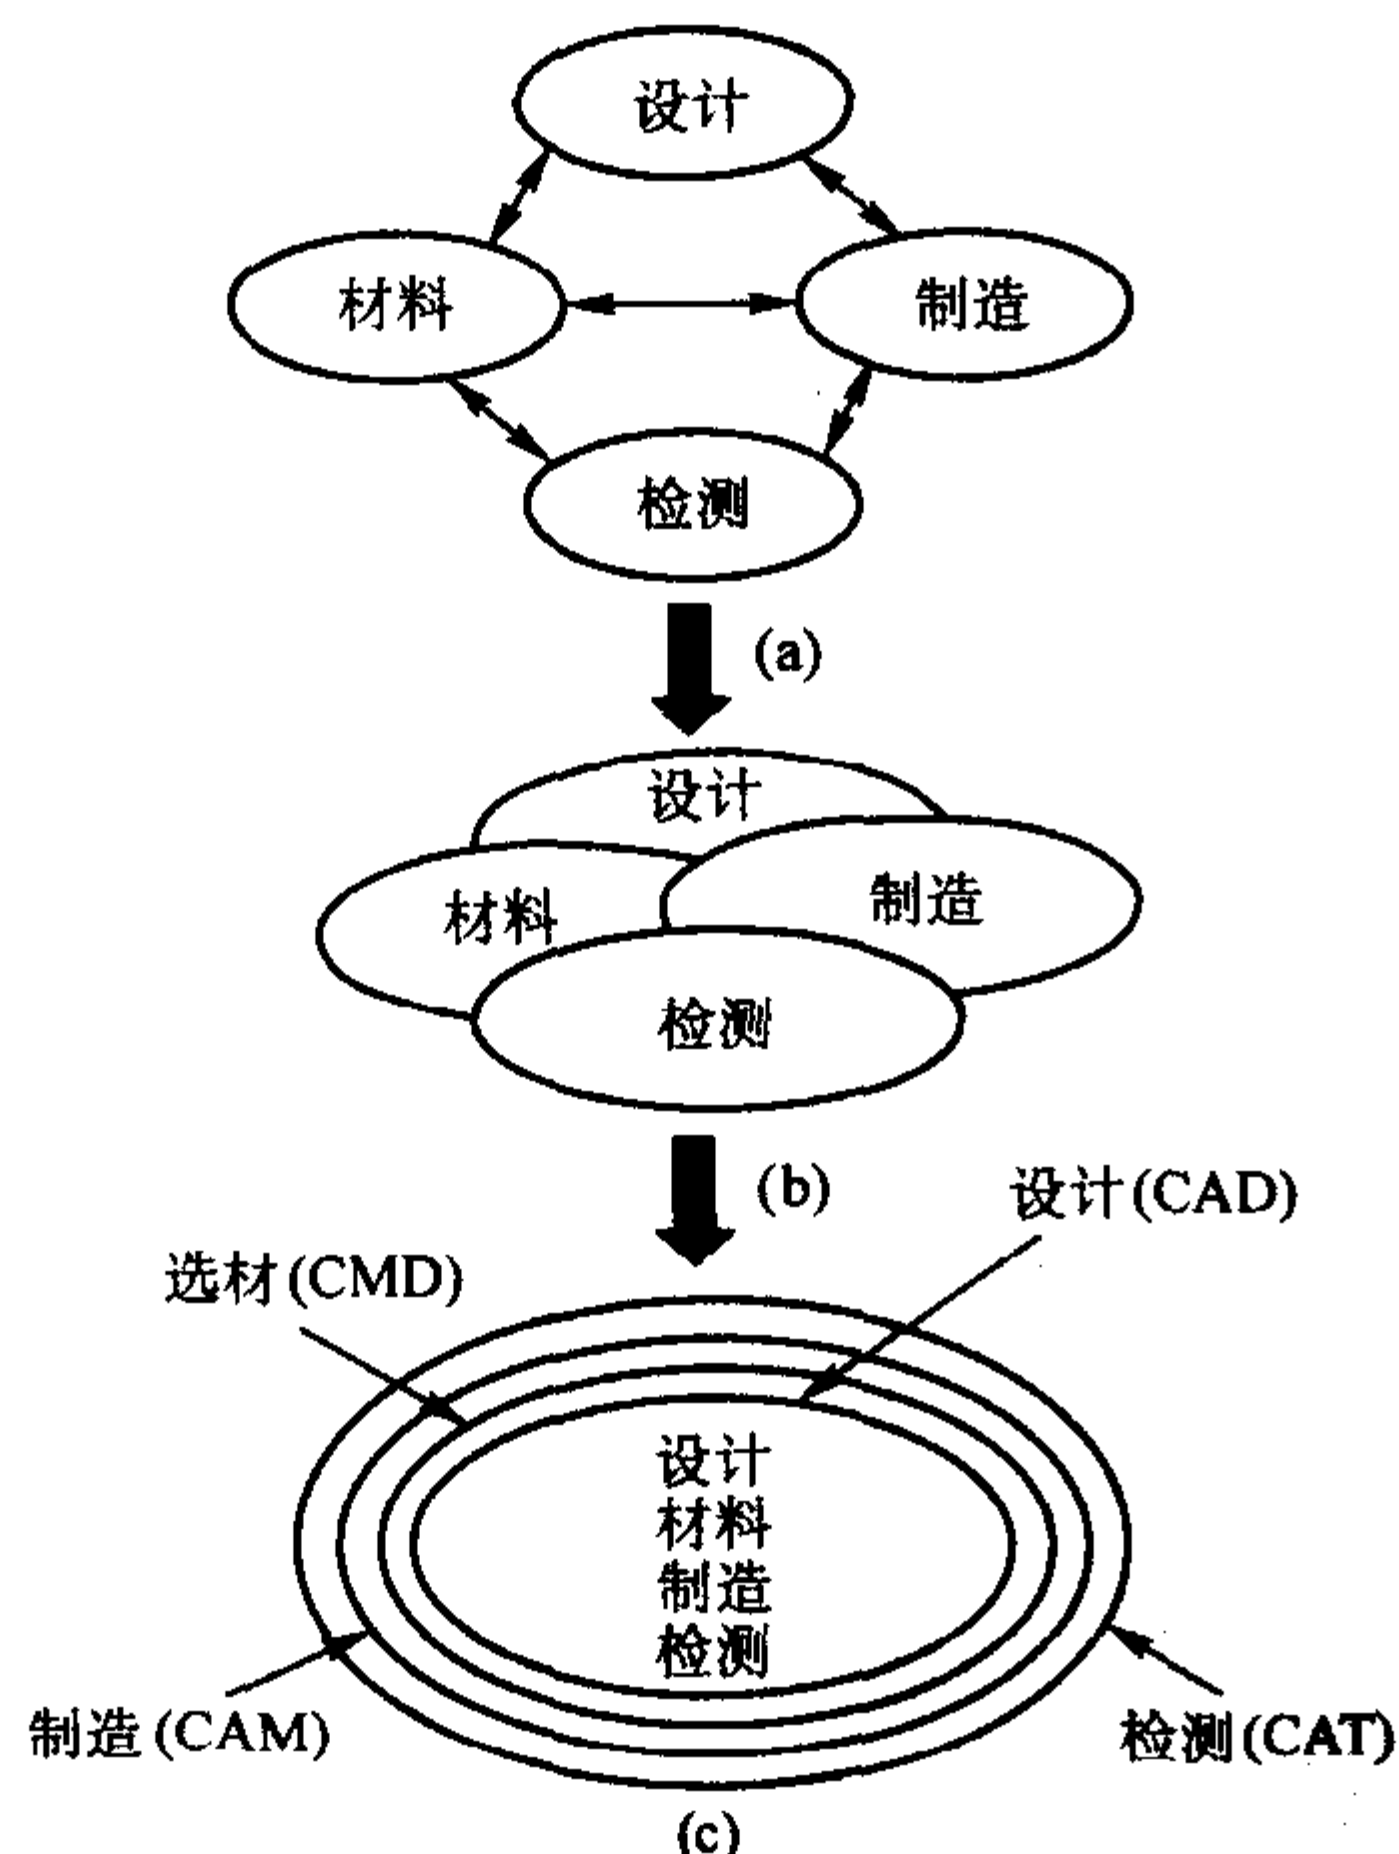 设计
材料
制造
检测
(a)
设计
制造
材料
检测
(b)
设计(CAD)
选材(CMD)
设计
材料
制造
检测
制造(CAM)
检测(CAT)
(c)